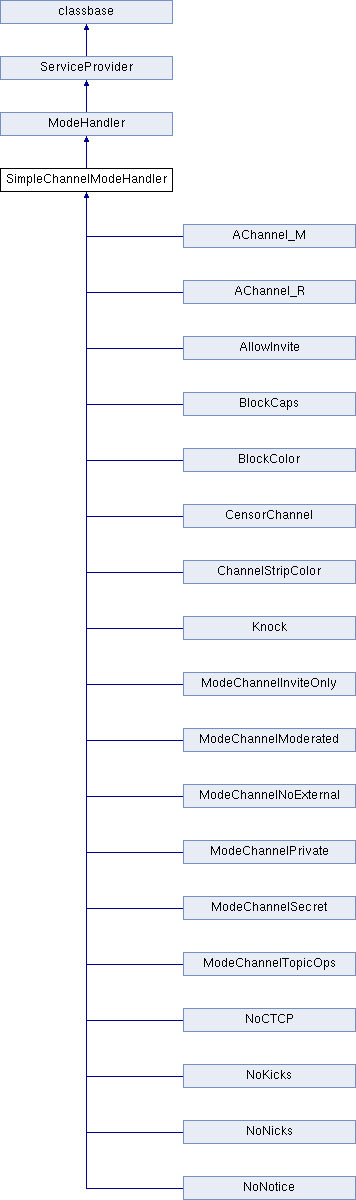 classbase
ServiceProvider
ModeHandler
SimpleChannelModeHandler
AChannel_M
AChannel_R
AllowInvite
BlockCaps
BlockColor
CensorChannel
ChannelStripColor
Knock
ModeChannelInviteOnly
ModeChannelModerated
ModeChannelNoExternal
ModeChannelPrivate
ModeChannelSecret
ModeChannelTopicOps
NoCTCP
NoKicks
NoNicks
NoNotice